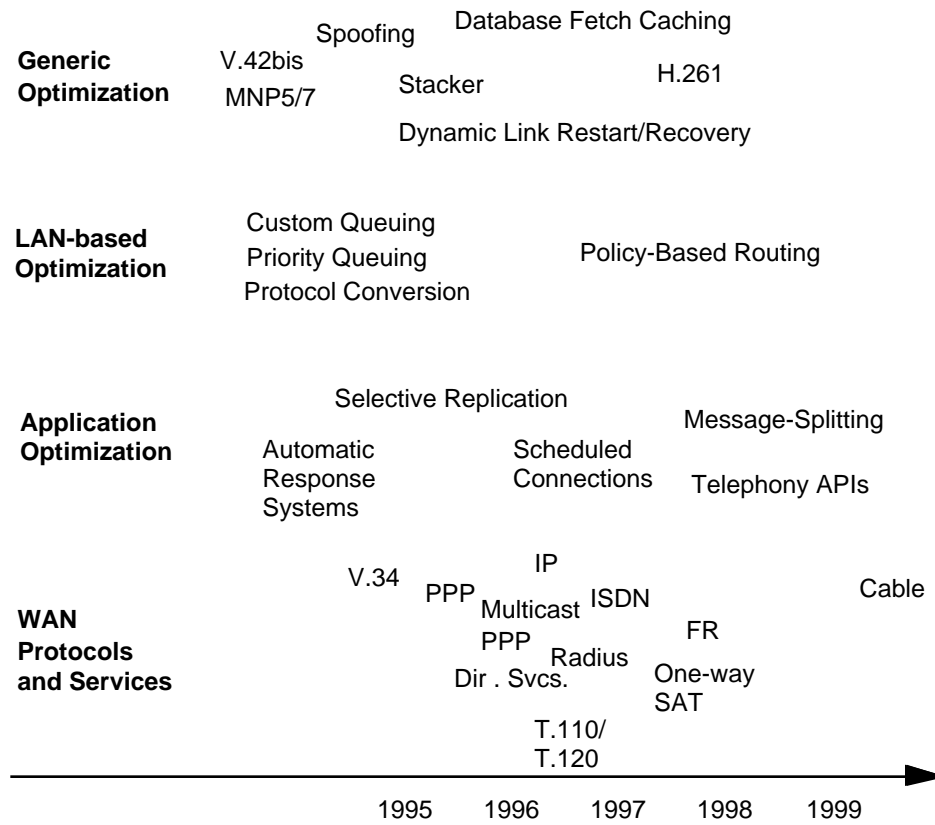 Generic
Optimization
Spoofing
Database Fetch Caching
V.42bis
MNP5/7
Stacker
H.261
Dynamic Link Restart/Recovery
LAN-based
Optimization
Custom Queuing
Priority Queuing
Protocol Conversion
Policy-Based Routing
Application
Optimization
Selective Replication
Automatic
Response
Systems
Scheduled
Connections
Message-Splitting
Telephony APIs
WAN
Protocols
and Services
V.34
PPP
IP
Multicast
PPP
ISDN
Radius
Dir . Svcs.
T.110/
T.120
FR
One-way
SAT
Cable
1995 1996 1997 1998 1999